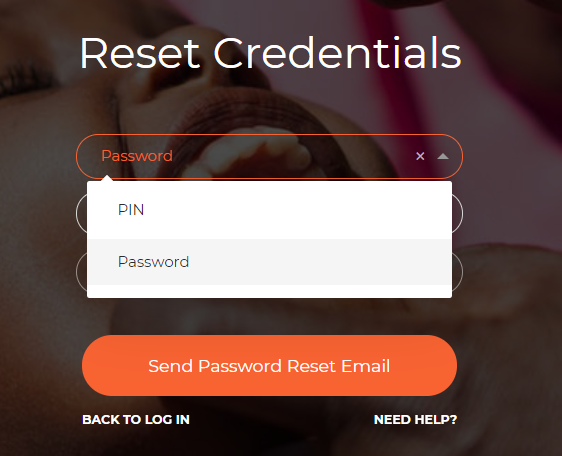 Reset Credentials
Password ×
PIN
Password
Send Password Reset Email
BACK TO LOG IN NEED HELP?